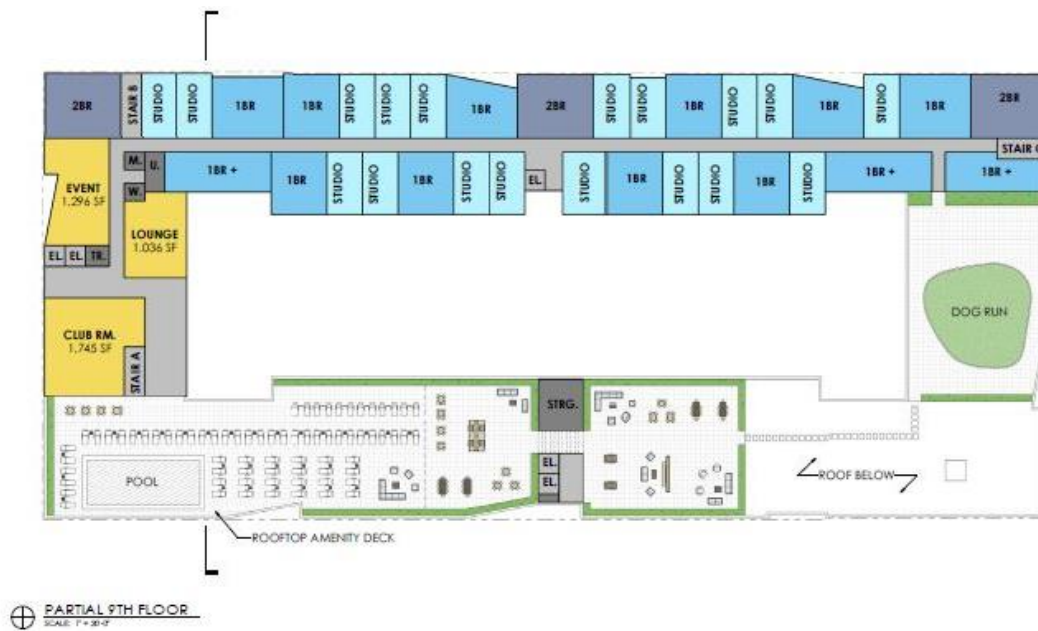 2BR
STAIR B
STUDIO
STUDIO
1BR
1BR
STUDIO
STUDIO
STUDIO
1BR
2BR
STUDIO
STUDIO
1BR
STUDIO
STUDIO
1BR
STUDIO
1BR
2BR
STAIR C
M.
U.
W.
1BR +
1BR
STUDIO
STUDIO
1BR
STUDIO
STUDIO
EL.
STUDIO
1BR
STUDIO
STUDIO
1BR
STUDIO
1BR +
1BR +
EVENT
1.296 SF
LOUNGE
1.036 SF
EL.
EL.
TR.
CLUB RM.
1.745 SF
STAIR A
DOG RUN
STRG.
EL.
EL.
POOL
ROOF BELOW
ROOFTOP AMENITY DECK
PARTIAL 9TH FLOOR